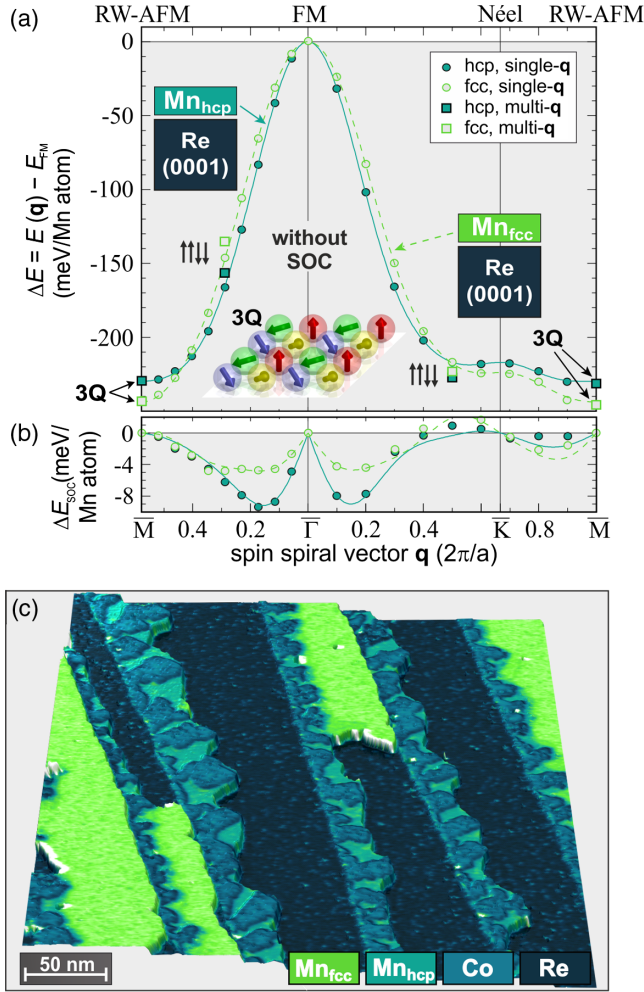 (a) RW-AFM FM Néel RW-AFM
0
-50
-100
-150
-200
ΔE = E (q) − E_FM
(meV/Mn atom)
Mn_hcp
Re
(0001)
hcp, single-q
fcc, single-q
hcp, multi-q
fcc, multi-q
↑↑↓↓
without
SOC
Mn_fcc
Re
(0001)
3Q
3Q
3Q
↑↑↓↓
(b)
0
-4
-8
ΔE_SOC (meV/
Mn atom)
M̅ 0.4 0.2 Γ̅ 0.2 0.4 K̅ 0.8 M̅
spin spiral vector q (2π/a)
(c)
50 nm
Mn_fcc Mn_hcp Co Re